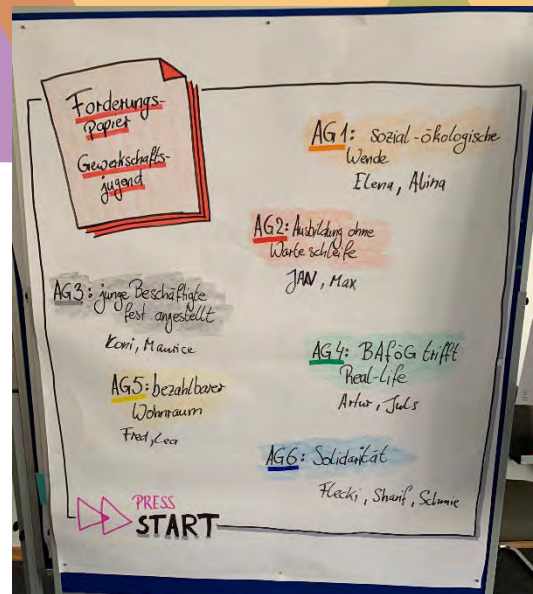 Forderungs-
papier
Gewerkschafts-
jugend
AG1: Sozial-ökologische
Wende
Elena, Alina
AG2: Ausbildung ohne
Warteschleife
JAN, Max
AG3: junge Beschäftigte
fest angestellt
Maurice
AG4: BAföG trifft
Real-Life
Artur, Juls
AG5: bezahlbarer
Wohnraum
Fred, Lea
AG6: Solidarität
Flecki, Sharif,
PRESS
START